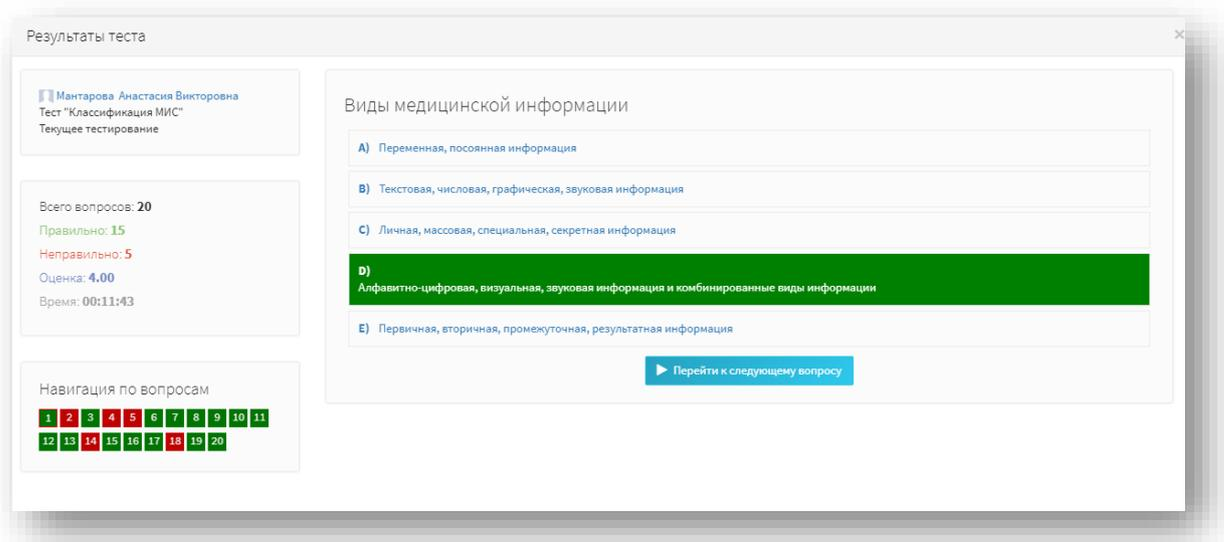 Результаты теста
×
Мантарова Анастасия Викторовна
Тест "Классификация МИС"
Текущее тестирование
Всего вопросов: 20
Правильно: 15
Неправильно: 5
Оценка: 4.00
Время: 00:11:43
Навигация по вопросам
1 2 3 4 5 6 7 8 9 10 11
12 13 14 15 16 17 18 19 20
Виды медицинской информации
A) Переменная, посоянная информация
B) Текстовая, числовая, графическая, звуковая информация
C) Личная, массовая, специальная, секретная информация
D)
Алфавитно-цифровая, визуальная, звуковая информация и комбинированные виды информации
E) Первичная, вторичная, промежуточная, результатная информация
Перейти к следующему вопросу